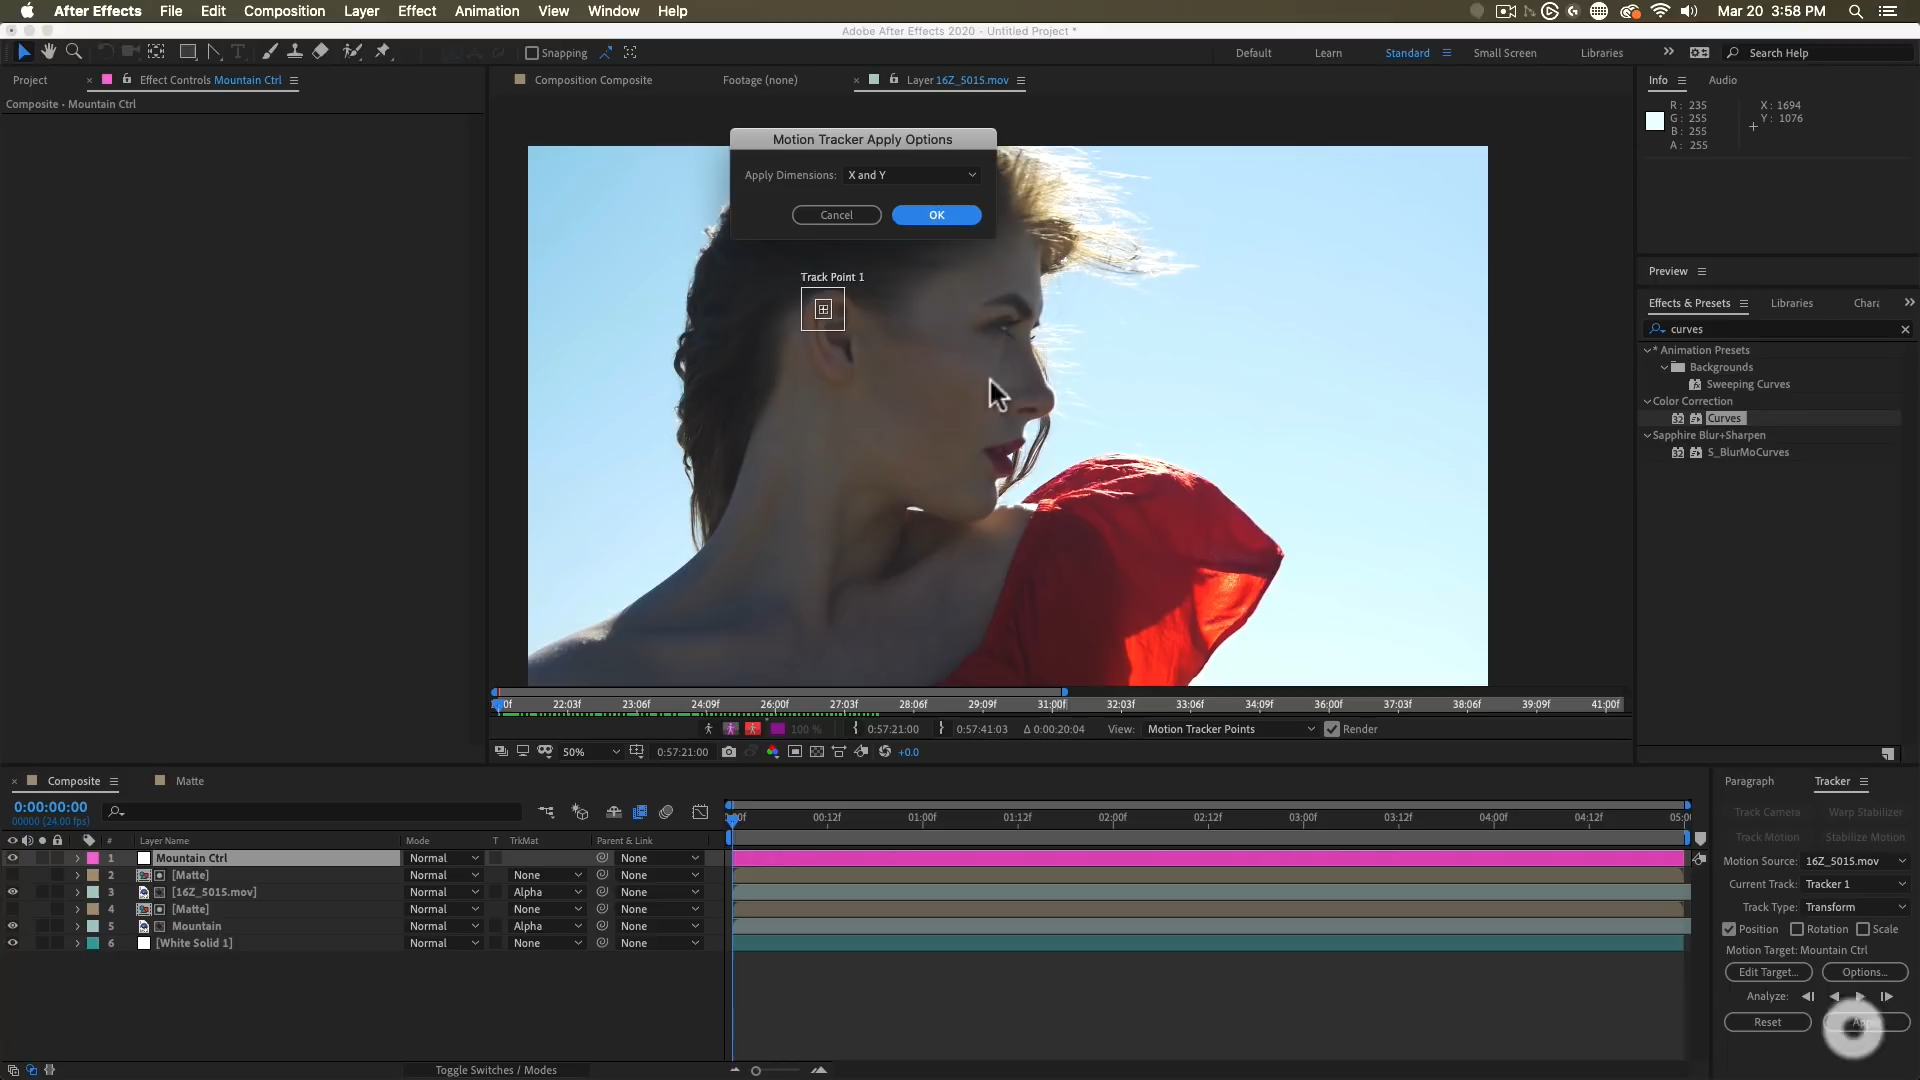 After Effects File Edit Composition Layer Effect Animation View Window Help Mar 20 3:58 PM
Adobe After Effects 2020 - Untitled Project *
Snapping Default Learn Standard Small Screen Libraries Search Help
Project Effect Controls Mountain Ctrl Composition Composite Footage (none) Layer 16Z_5015.mov Info Audio
Composite • Mountain Ctrl
R: 235 X: 1694
G: 255 Y: 1076
B: 255
A: 255
Motion Tracker Apply Options
Apply Dimensions: X and Y
Cancel OK
Track Point 1
Preview
Effects & Presets Libraries Chara
curves
* Animation Presets
Backgrounds
Sweeping Curves
Color Correction
Curves
Sapphire Blur+Sharpen
S_BlurMoCurves
22:03f 23:06f 24:09f 26:00f 27:03f 28:06f 29:09f 31:00f 32:03f 33:06f 34:09f 36:00f 37:03f 38:06f 39:09f 41:00f
100 % 0:57:21:00 0:57:41:03 Δ 0:00:20:04 View: Motion Tracker Points Render
50% 0:57:21:00 +0.0
Composite Matte Paragraph Tracker
0:00:00:00
00000 (24.00 fps)
00:12f 01:00f 01:12f 02:00f 02:12f 03:00f 03:12f 04:00f 04:12f 05:0
Track Camera Warp Stabilizer
Track Motion Stabilize Motion
# Layer Name Mode T TrkMat Parent & Link
1 Mountain Ctrl Normal None
2 [Matte] Normal None None
3 [16Z_5015.mov] Normal Alpha None
4 [Matte] Normal None None
5 Mountain Normal Alpha None
6 [White Solid 1] Normal None None
Motion Source: 16Z_5015.mov
Current Track: Tracker 1
Track Type: Transform
Position Rotation Scale
Motion Target: Mountain Ctrl
Edit Target... Options...
Analyze:
Reset
Toggle Switches / Modes